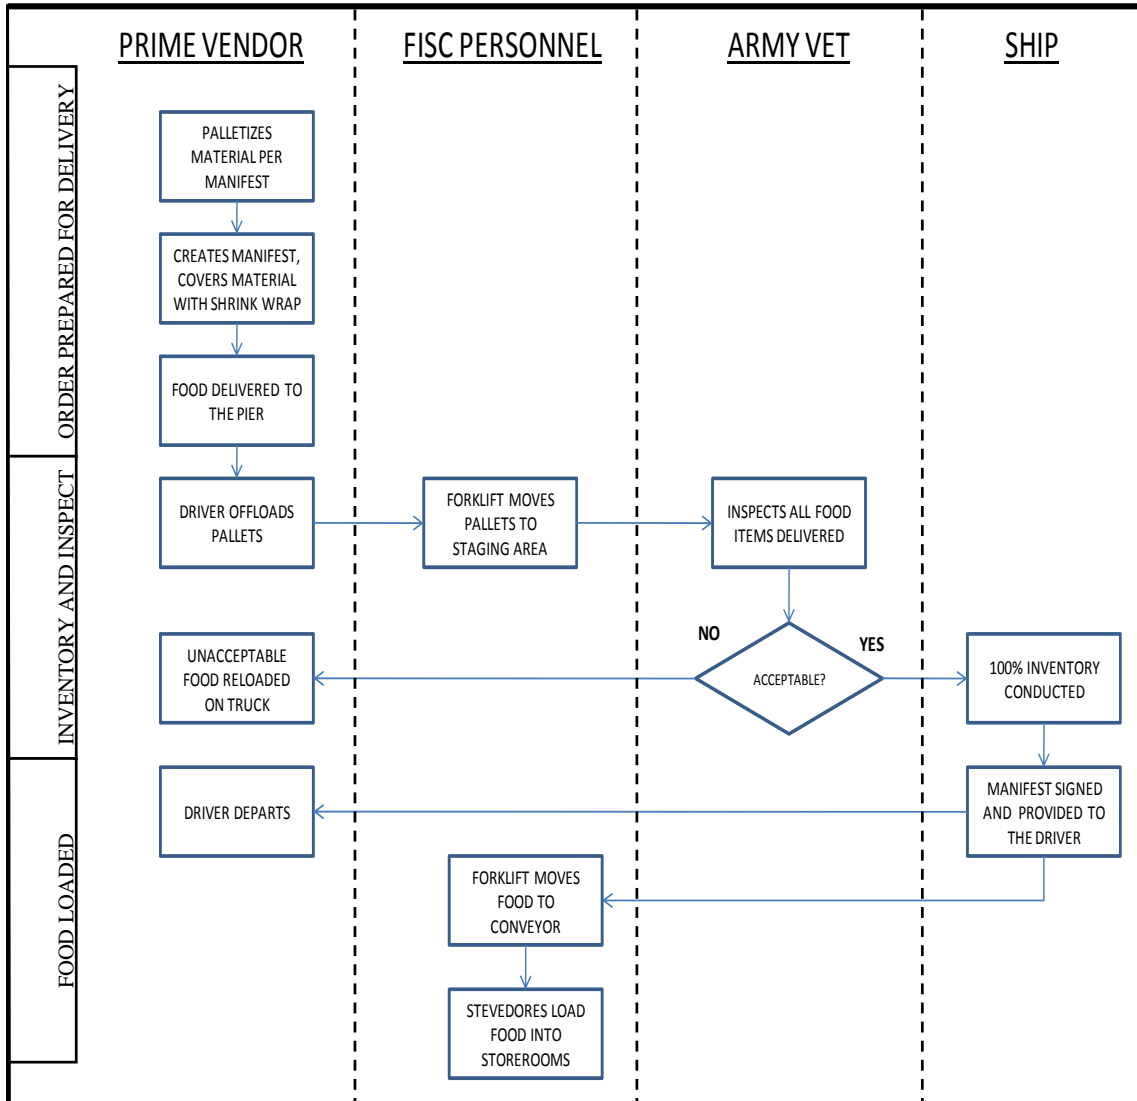 PRIME VENDOR
FISC PERSONNEL
ARMY VET
SHIP
ORDER PREPARED FOR DELIVERY
PALLETIZES
MATERIAL PER
MANIFEST
CREATES MANIFEST,
COVERS MATERIAL
WITH SHRINK WRAP
FOOD DELIVERED TO
THE PIER
INVENTORY AND INSPECT
DRIVER OFFLOADS
PALLETS
FORKLIFT MOVES
PALLETS TO
STAGING AREA
INSPECTS ALL FOOD
ITEMS DELIVERED
NO
YES
ACCEPTABLE?
UNACCEPTABLE
FOOD RELOADED
ON TRUCK
100% INVENTORY
CONDUCTED
FOOD LOADED
MANIFEST SIGNED
AND PROVIDED TO
THE DRIVER
DRIVER DEPARTS
FORKLIFT MOVES
FOOD TO
CONVEYOR
STEVEDORES LOAD
FOOD INTO
STOREROOMS